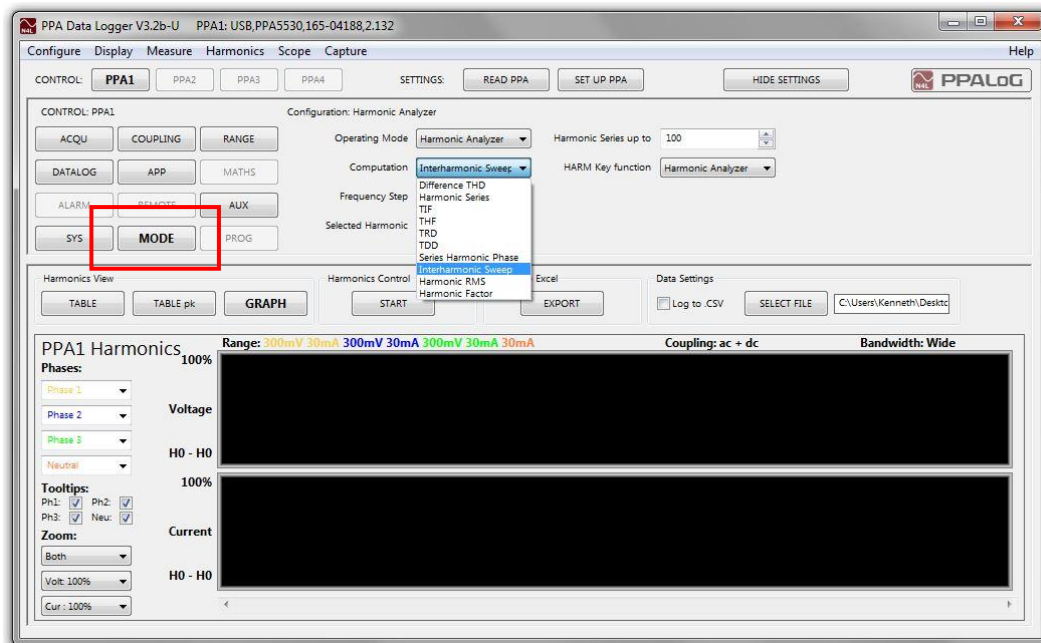 PPA Data Logger V3.2b-U PPA1: USB,PPA5530,165-04188,2.132
Configure Display Measure Harmonics Scope Capture Help
CONTROL: PPA1 PPA2 PPA3 PPA4 SETTINGS: READ PPA SET UP PPA HIDE SETTINGS N4L PPALoG
CONTROL: PPA1 Configuration: Harmonic Analyzer
ACQU COUPLING RANGE Operating Mode Harmonic Analyzer Harmonic Series up to 100
DATALOG APP MATHS Computation Interharmonic Sweep HARM Key function Harmonic Analyzer
Difference THD
ALARM REMOTE AUX Frequency Step Harmonic Series
TIF
THF
SYS MODE PROG Selected Harmonic TRD
TDD
Series Harmonic Phase
Interharmonic Sweep
Harmonic RMS
Harmonic Factor
Harmonics View Harmonics Control Excel Data Settings
TABLE TABLE pk GRAPH START EXPORT Log to .CSV SELECT FILE C:\Users\Kenneth\Desktc
PPA1 Harmonics Range: 300mV 30mA 300mV 30mA 300mV 30mA 30mA Coupling: ac + dc Bandwidth: Wide
100%
Phases:
Phase 1
Phase 2 Voltage
Phase 3
H0 - H0
Neutral
Tooltips: 100%
Ph1: Ph2:
Ph3: Neu:
Zoom: Current
Both
Volt: 100% H0 - H0
Cur : 100%